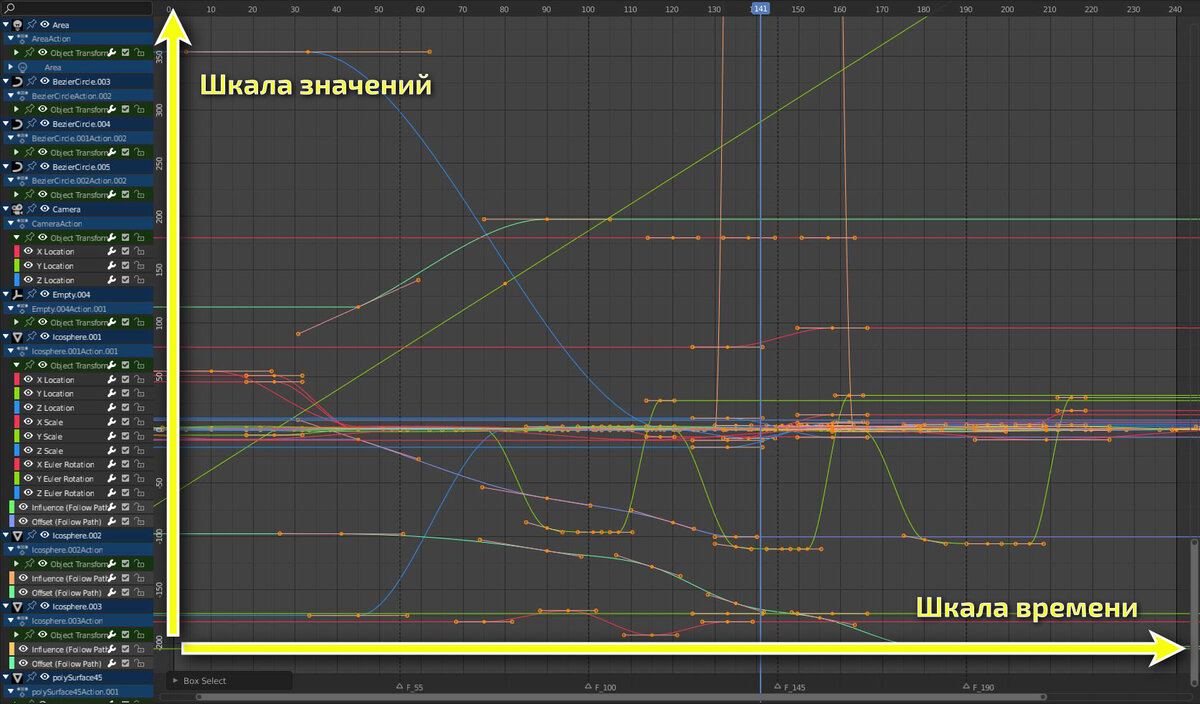 10 20 30 40 50 60 70 80 90 100 110 120 130 141 150 160 170 180 190 200 210 220 230 240
Area
AreaAction
Object Transform
Area
BezierCircle.003
BezierCircleAction.002
Object Transform
BezierCircle.004
BezierCircle.001Action.002
Object Transform
BezierCircle.005
BezierCircle.002Action.002
Object Transform
Camera
CameraAction
Object Transform
X Location
Y Location
Z Location
Empty.004
Empty.004Action.001
Object Transform
Icosphere.001
Icosphere.001Action.001
Object Transform
X Location
Y Location
Z Location
X Scale
Y Scale
Z Scale
X Euler Rotation
Y Euler Rotation
Z Euler Rotation
Influence (Follow Path
Offset (Follow Path)
Icosphere.002
Icosphere.002Action
Object Transform
Influence (Follow Path
Offset (Follow Path)
Icosphere.003
Icosphere.003Action
Object Transform
Influence (Follow Path
Offset (Follow Path)
polySurface45
polySurface45Action.001
350
300
250
200
150
100
50
0
-50
-100
-150
-200
Шкала значений
Шкала времени
Box Select
F_55 F_100 F_145 F_190